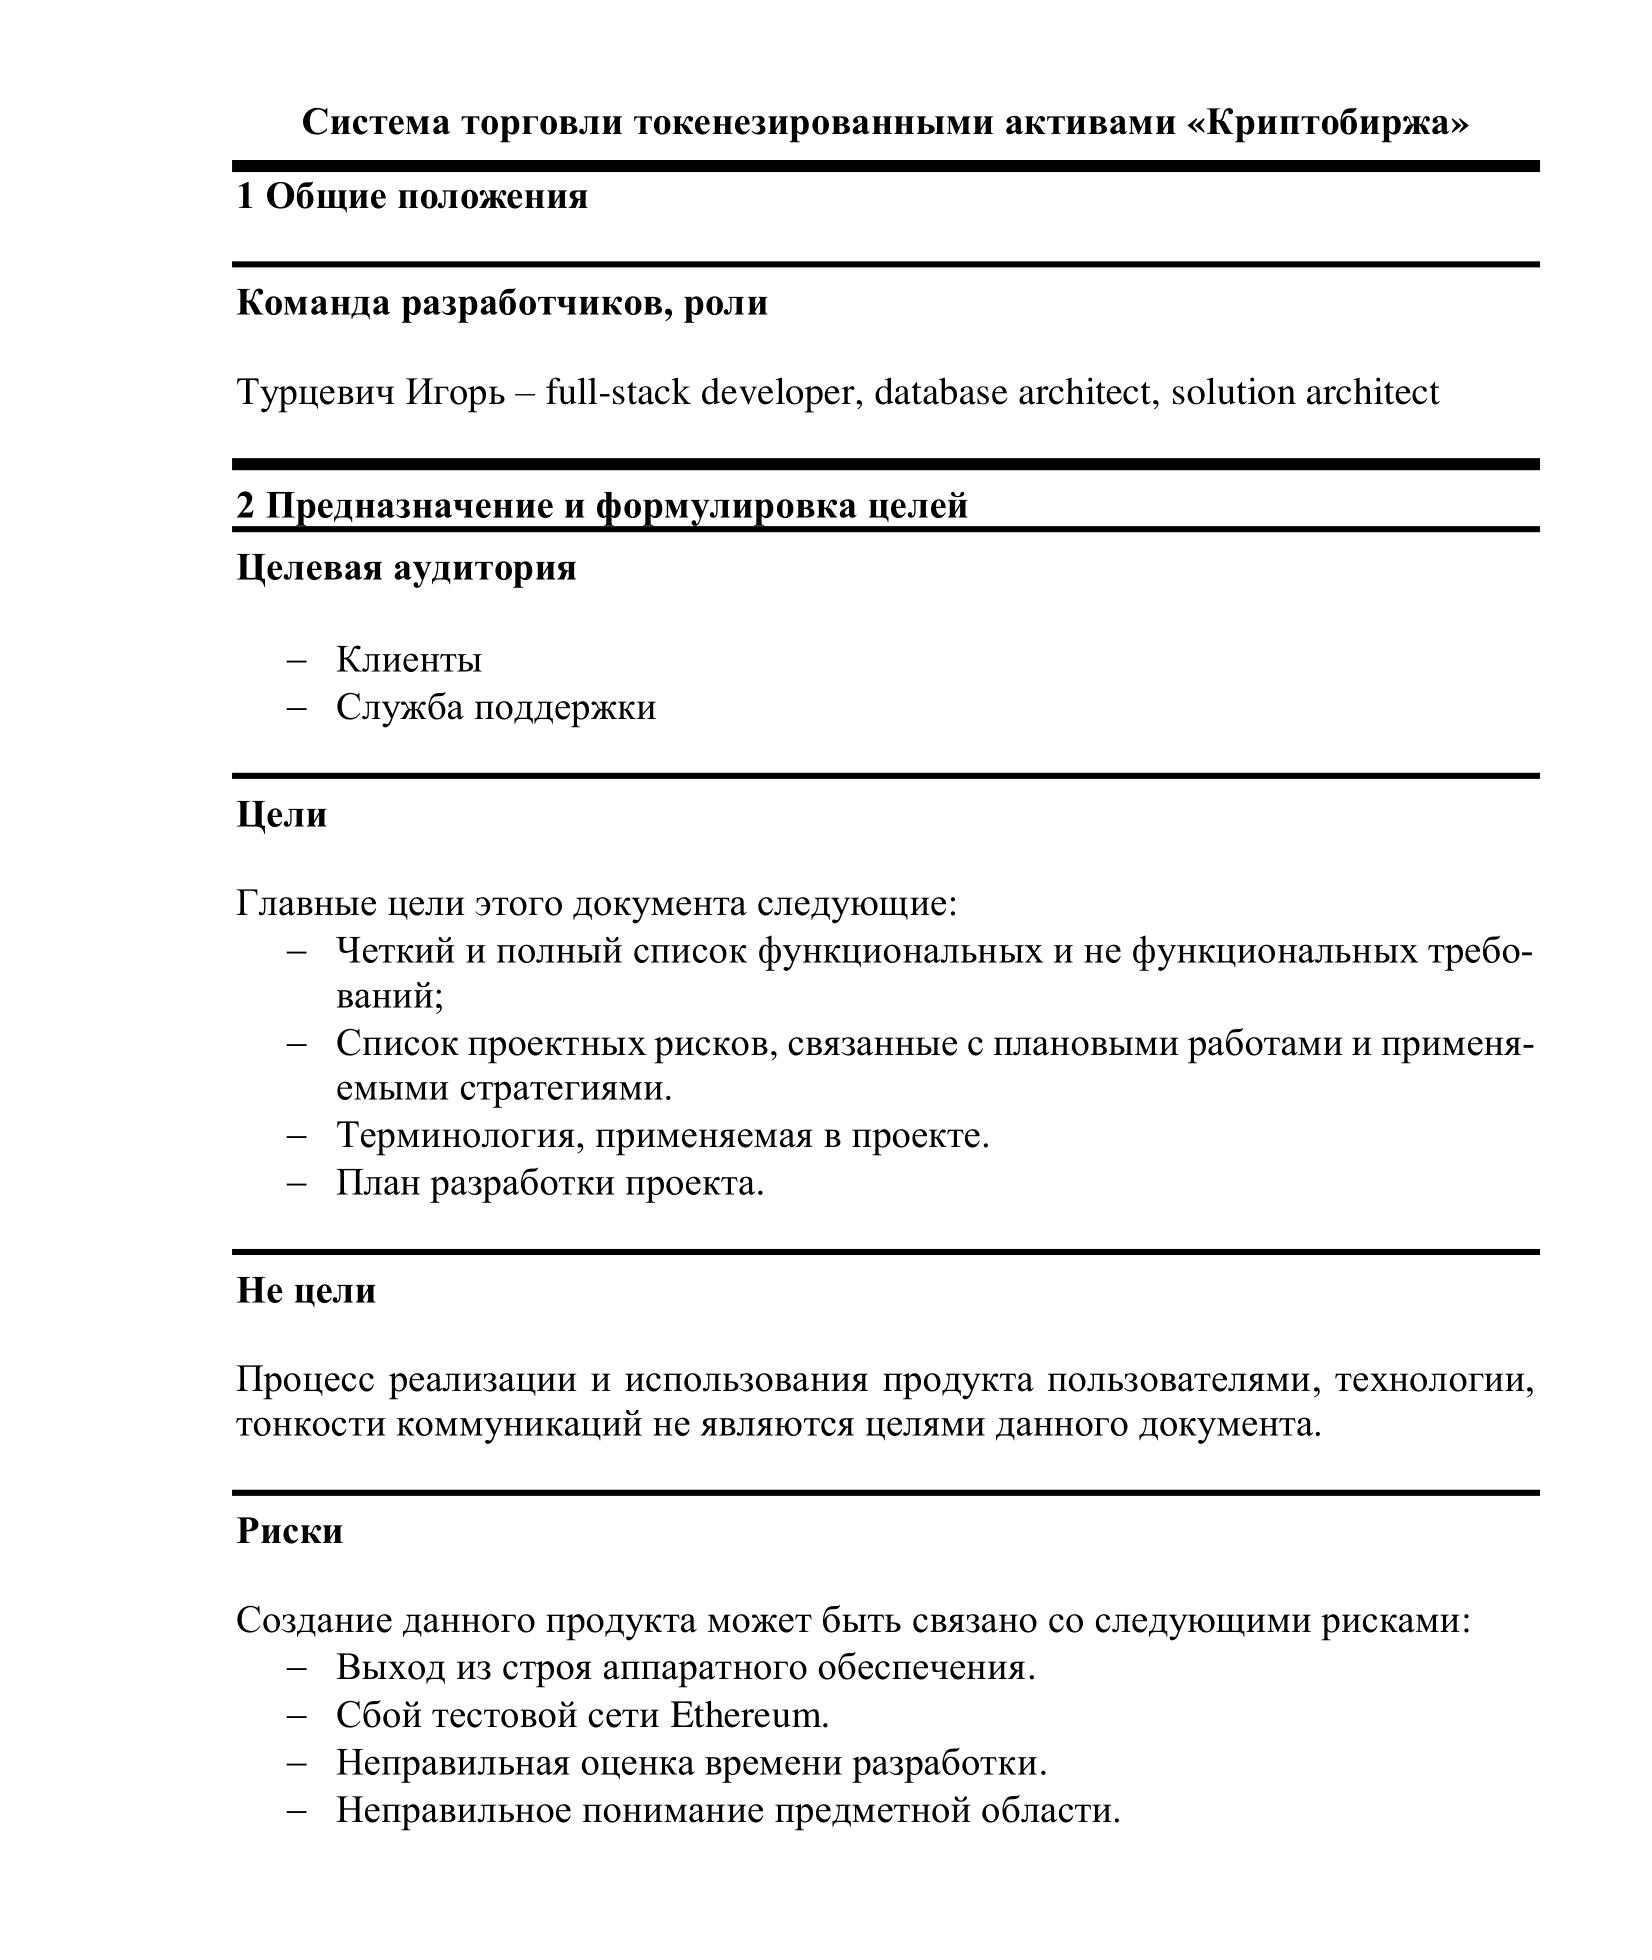 Система торговли токенезированными активами «Криптобиржа»
1 Общие положения
Команда разработчиков, роли
Турцевич Игорь – full-stack developer, database architect, solution architect
2 Предназначение и формулировка целей
Целевая аудитория
– Клиенты
– Служба поддержки
Цели
Главные цели этого документа следующие:
– Четкий и полный список функциональных и не функциональных требо-
ваний;
– Список проектных рисков, связанные с плановыми работами и применя-
емыми стратегиями.
– Терминология, применяемая в проекте.
– План разработки проекта.
Не цели
Процесс реализации и использования продукта пользователями, технологии,
тонкости коммуникаций не являются целями данного документа.
Риски
Создание данного продукта может быть связано со следующими рисками:
– Выход из строя аппаратного обеспечения.
– Сбой тестовой сети Ethereum.
– Неправильная оценка времени разработки.
– Неправильное понимание предметной области.